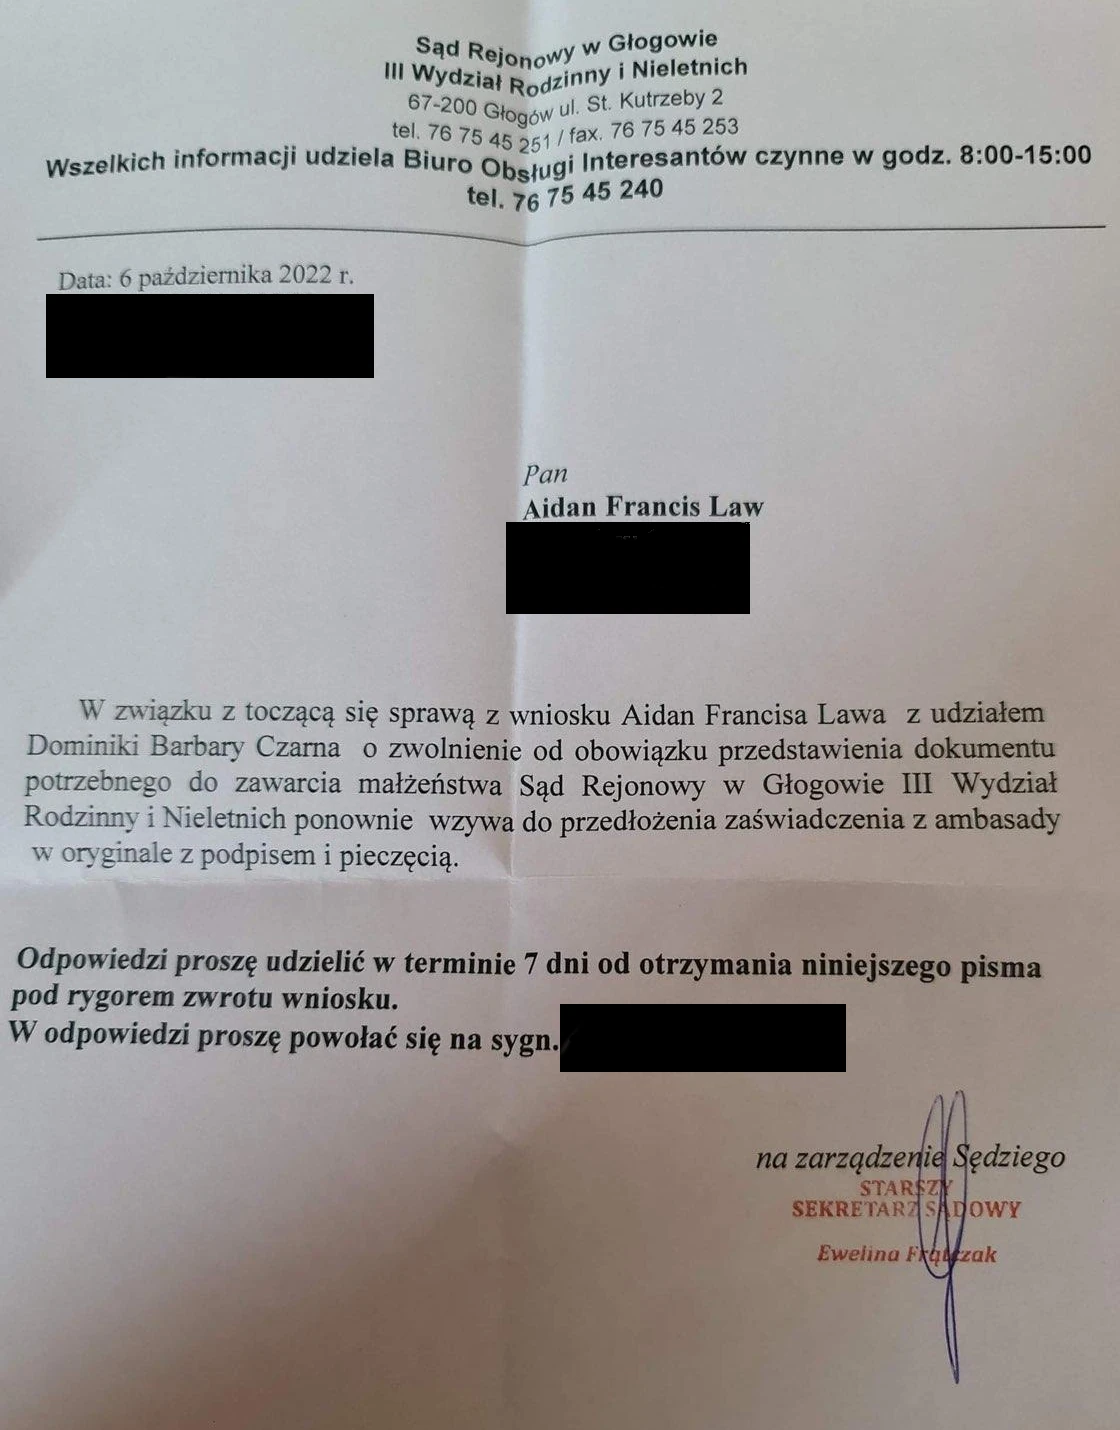 Sąd Rejonowy w Głogowie
III Wydział Rodzinny i Nieletnich
67-200 Głogów ul. St. Kutrzeby 2
tel. 76 75 45 251 / fax. 76 75 45 253
Wszelkich informacji udziela Biuro Obsługi Interesantów czynne w godz. 8:00-15:00
tel. 76 75 45 240
Data: 6 października 2022 r.
Pan
Aidan Francis Law
W związku z toczącą się sprawą z wniosku Aidan Francisa Lawa z udziałem
Dominiki Barbary Czarna o zwolnienie od obowiązku przedstawienia dokumentu
potrzebnego do zawarcia małżeństwa Sąd Rejonowy w Głogowie III Wydział
Rodzinny i Nieletnich ponownie wzywa do przedłożenia zaświadczenia z ambasady
w oryginale z podpisem i pieczęcią.
Odpowiedzi proszę udzielić w terminie 7 dni od otrzymania niniejszego pisma
pod rygorem zwrotu wniosku.
W odpowiedzi proszę powołać się na sygn.
na zarządzenie Sędziego
STARSZY
SEKRETARZ SĄDOWY
Ewelina Frątczak